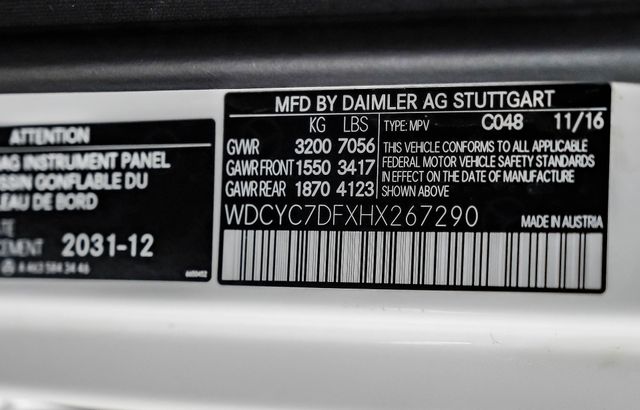 ATTENTION
AG INSTRUMENT PANEL
SSIN GONFLABLE DU
EAU DE BORD
2031-12
CEMENT
MFD BY DAIMLER AG STUTTGART
KG LBS TYPE: MPV C048 11/16
GVWR 3200 7056
GAWR FRONT 1550 3417
GAWR REAR 1870 4123
THIS VEHICLE CONFORMS TO ALL APPLICABLE
FEDERAL MOTOR VEHICLE SAFETY STANDARDS
IN EFFECT ON THE DATE OF MANUFACTURE
SHOWN ABOVE
WDCYC7DFXHX267290
MADE IN AUSTRIA